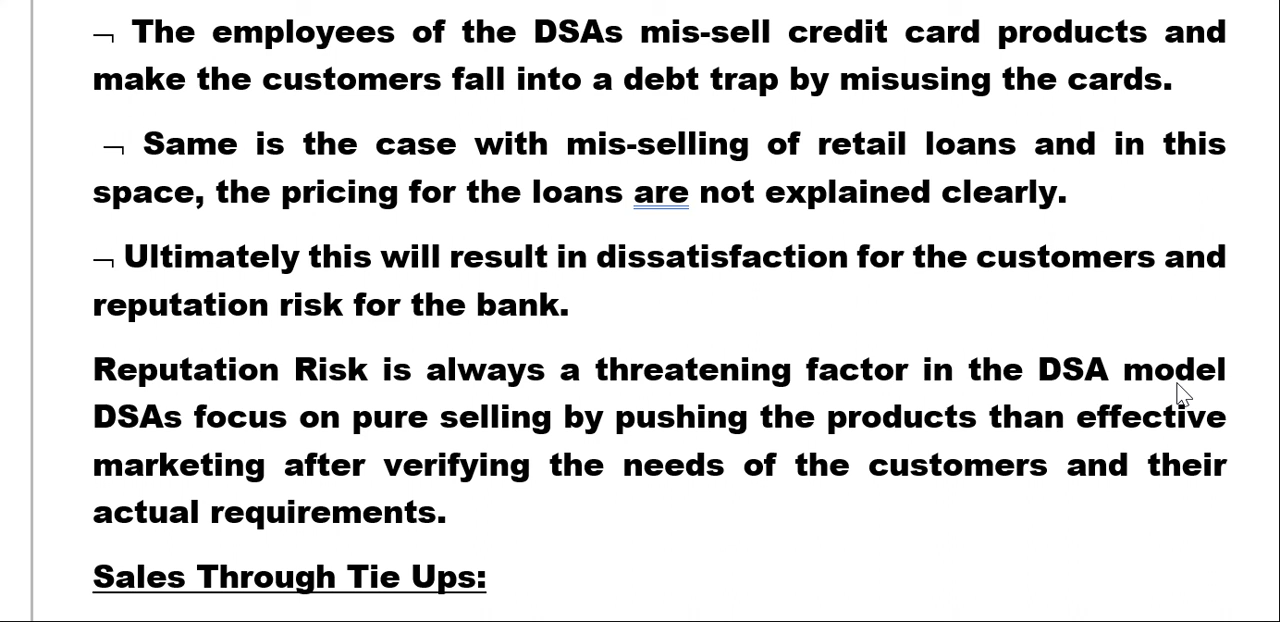 ¬ The employees of the DSAs mis-sell credit card products and
make the customers fall into a debt trap by misusing the cards.
¬ Same is the case with mis-selling of retail loans and in this
space, the pricing for the loans are not explained clearly.
¬ Ultimately this will result in dissatisfaction for the customers and
reputation risk for the bank.
Reputation Risk is always a threatening factor in the DSA model
DSAs focus on pure selling by pushing the products than effective
marketing after verifying the needs of the customers and their
actual requirements.
Sales Through Tie Ups: